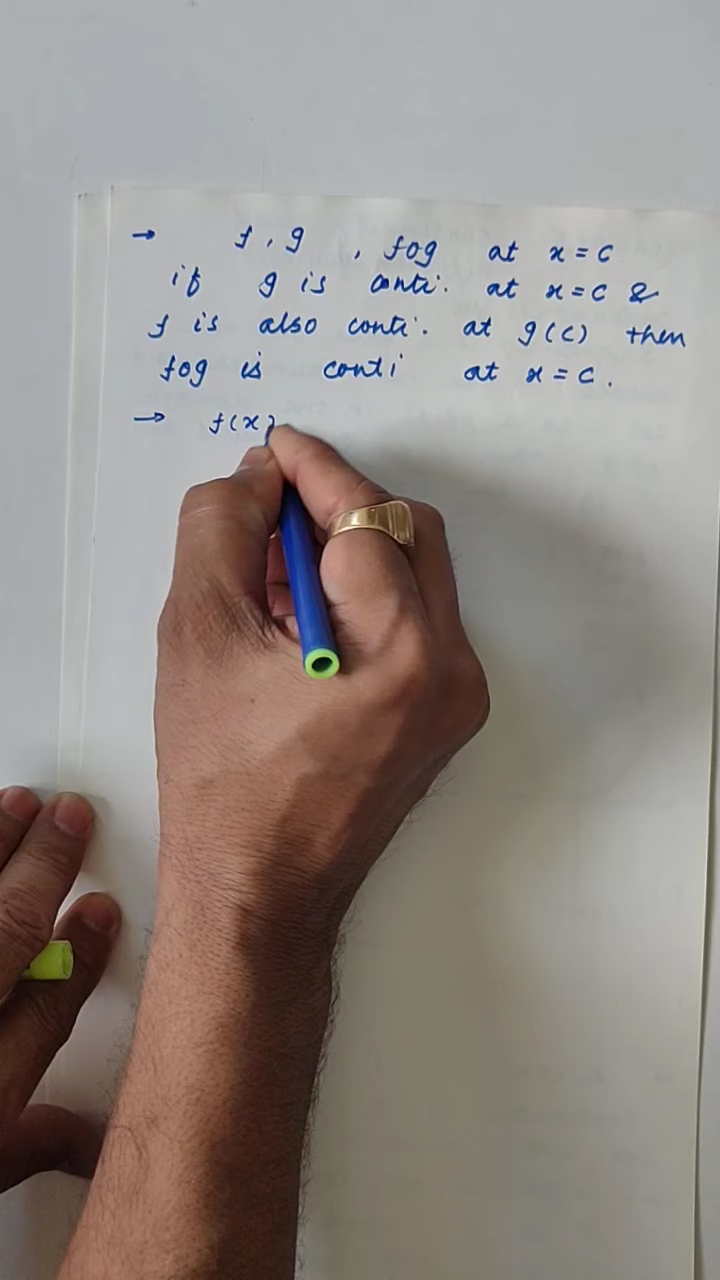 → f, g , fog at x = c
if g is conti. at x = c &
f is also conti. at g(c) then
fog is conti at x = c.
→ f(x)